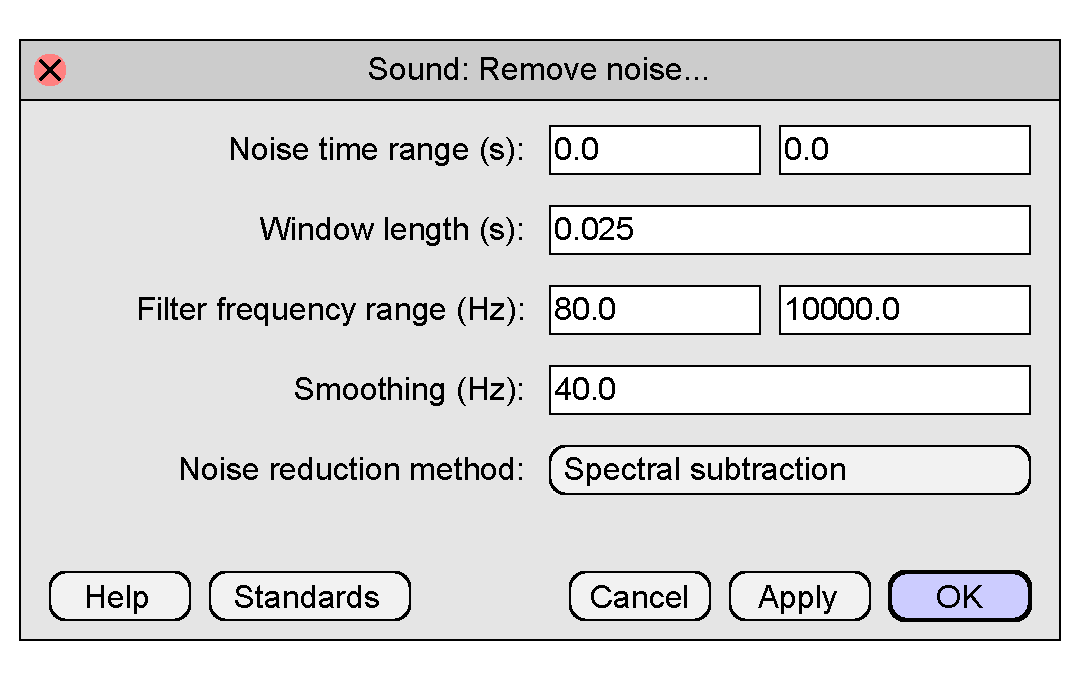 Sound: Remove noise...
Noise time range (s): 0.0 0.0
Window length (s): 0.025
Filter frequency range (Hz): 80.0 10000.0
Smoothing (Hz): 40.0
Noise reduction method: Spectral subtraction
Help Standards Cancel Apply OK